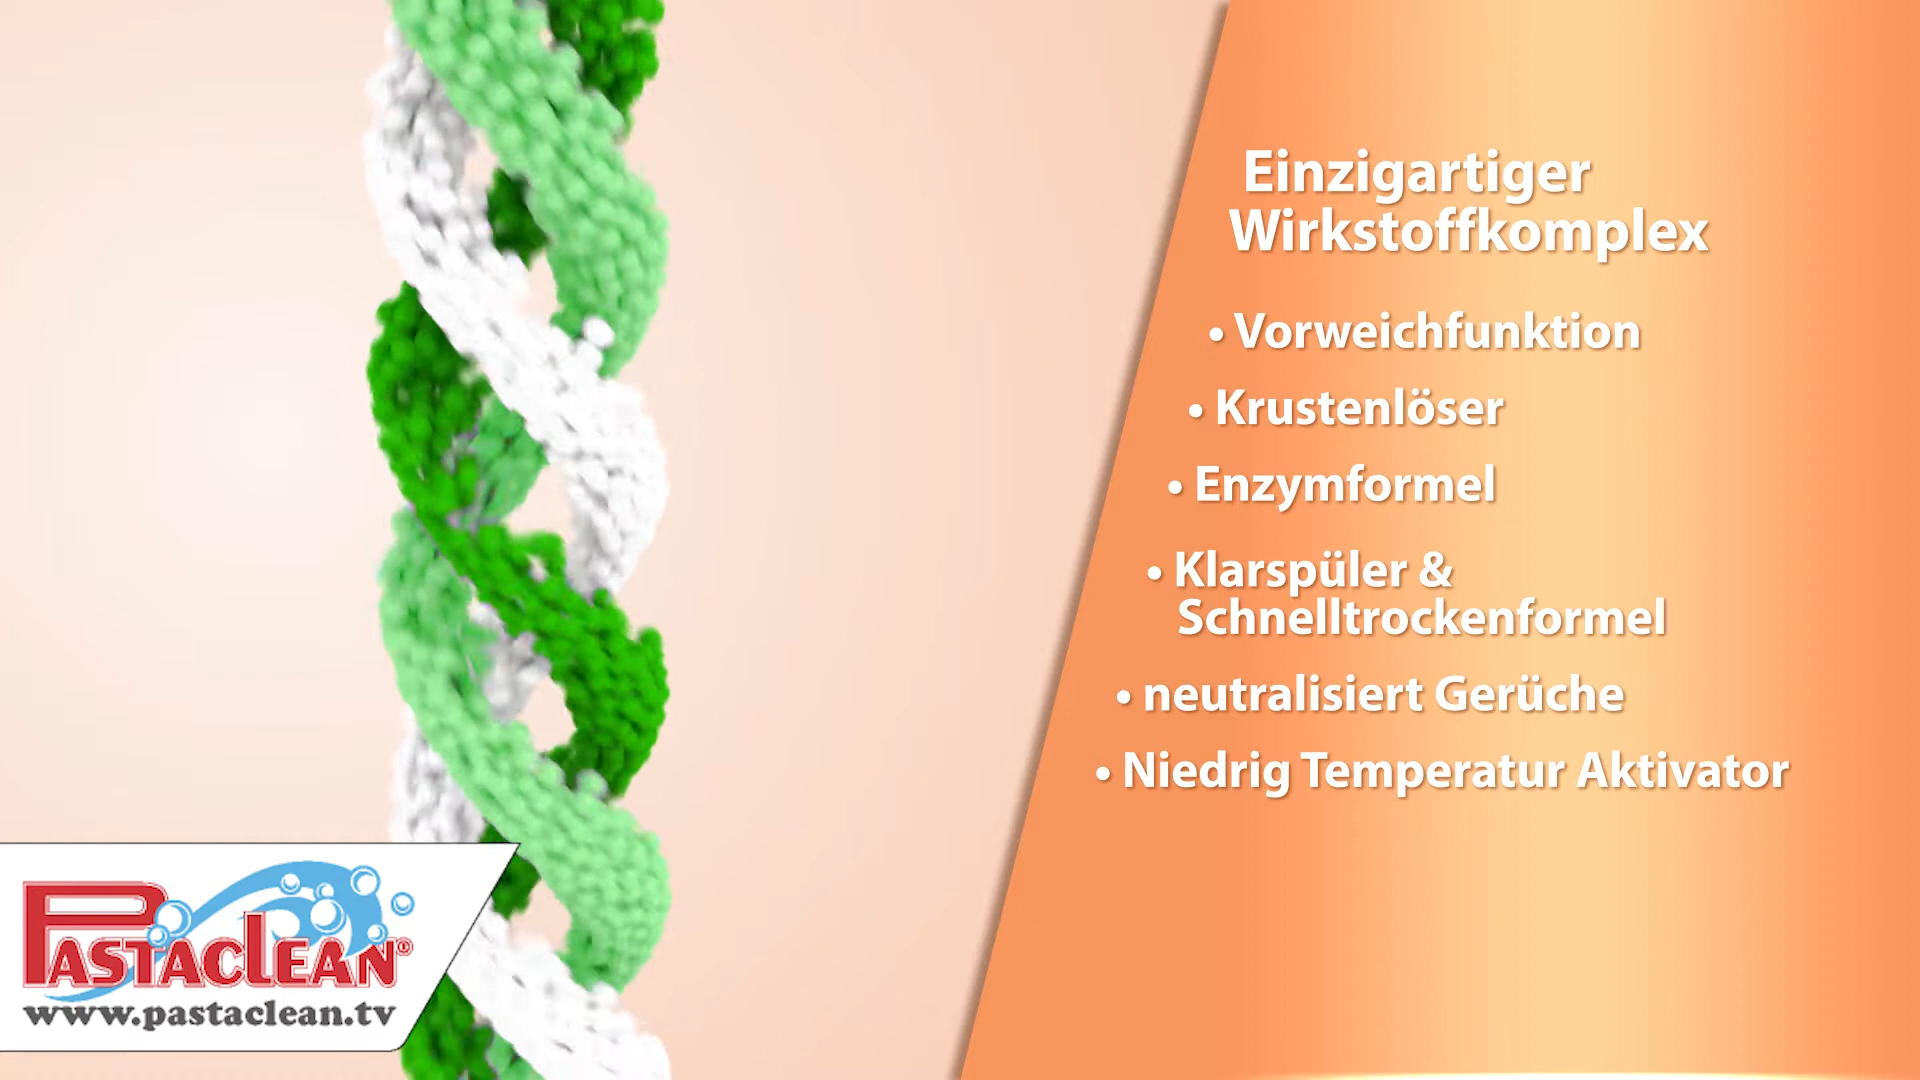 Einzigartiger
Wirkstoffkomplex
• Vorweichfunktion
• Krustenlöser
• Enzymformel
• Klarspüler &
Schnelltrockenformel
• neutralisiert Gerüche
• Niedrig Temperatur Aktivator
PASTACLEAN®
www.pastaclean.tv